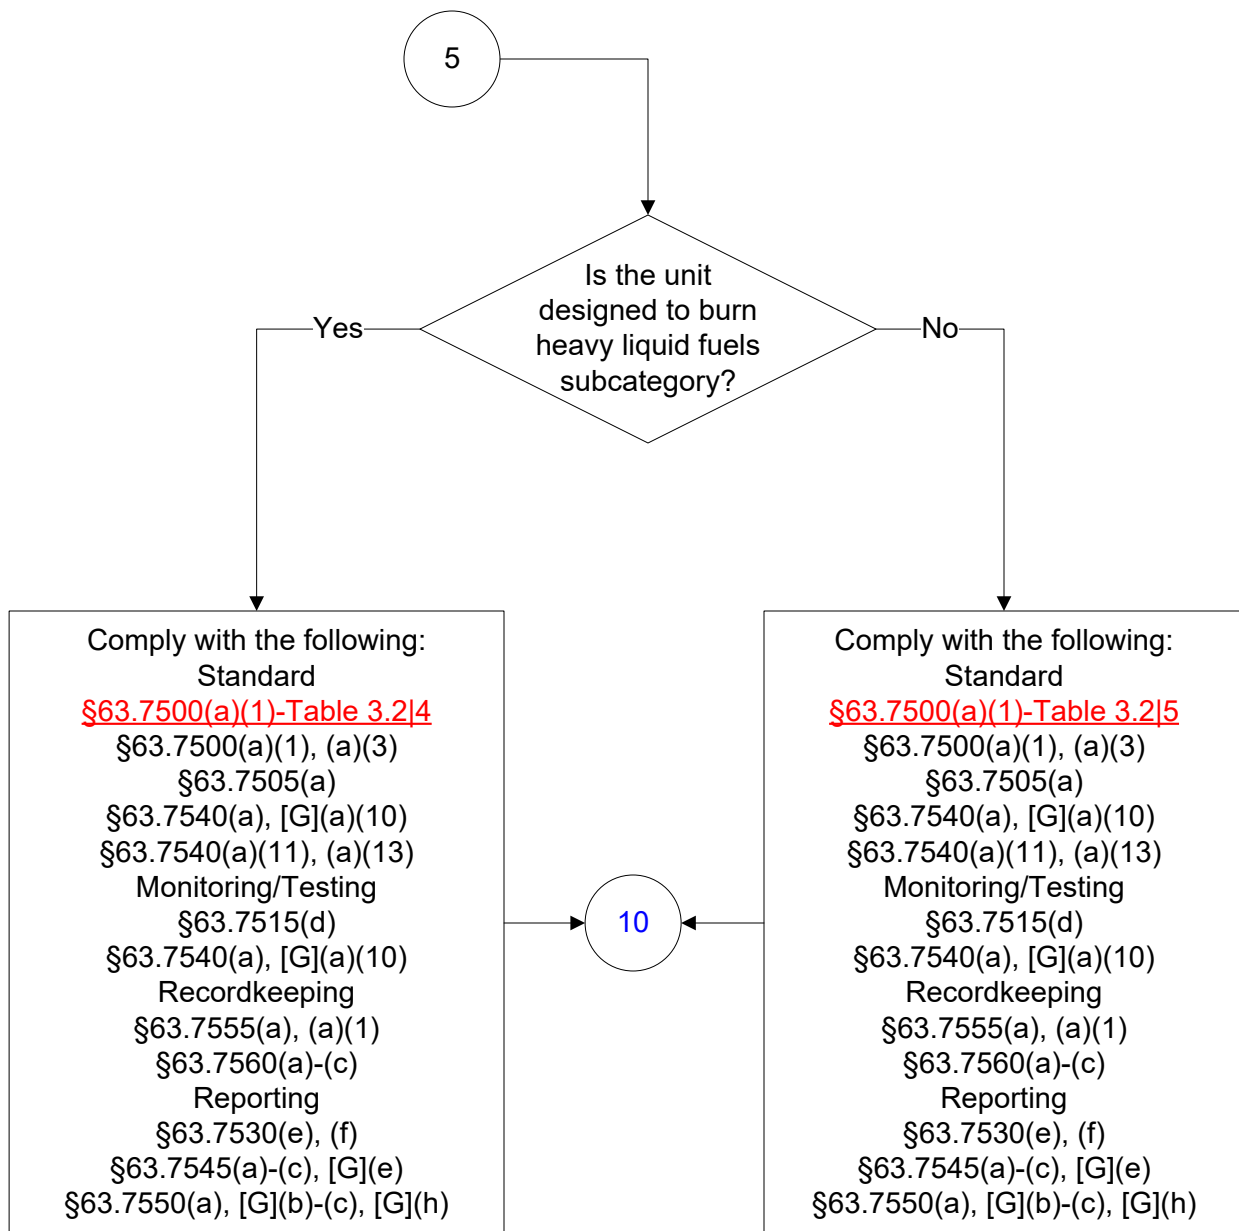 5
Is the unit
designed to burn
heavy liquid fuels
subcategory?
Yes
No
Comply with the following:
Standard
§63.7500(a)(1)-Table 3.2|4
§63.7500(a)(1), (a)(3)
§63.7505(a)
§63.7540(a), [G](a)(10)
§63.7540(a)(11), (a)(13)
Monitoring/Testing
§63.7515(d)
§63.7540(a), [G](a)(10)
Recordkeeping
§63.7555(a), (a)(1)
§63.7560(a)-(c)
Reporting
§63.7530(e), (f)
§63.7545(a)-(c), [G](e)
§63.7550(a), [G](b)-(c), [G](h)
10
Comply with the following:
Standard
§63.7500(a)(1)-Table 3.2|5
§63.7500(a)(1), (a)(3)
§63.7505(a)
§63.7540(a), [G](a)(10)
§63.7540(a)(11), (a)(13)
Monitoring/Testing
§63.7515(d)
§63.7540(a), [G](a)(10)
Recordkeeping
§63.7555(a), (a)(1)
§63.7560(a)-(c)
Reporting
§63.7530(e), (f)
§63.7545(a)-(c), [G](e)
§63.7550(a), [G](b)-(c), [G](h)